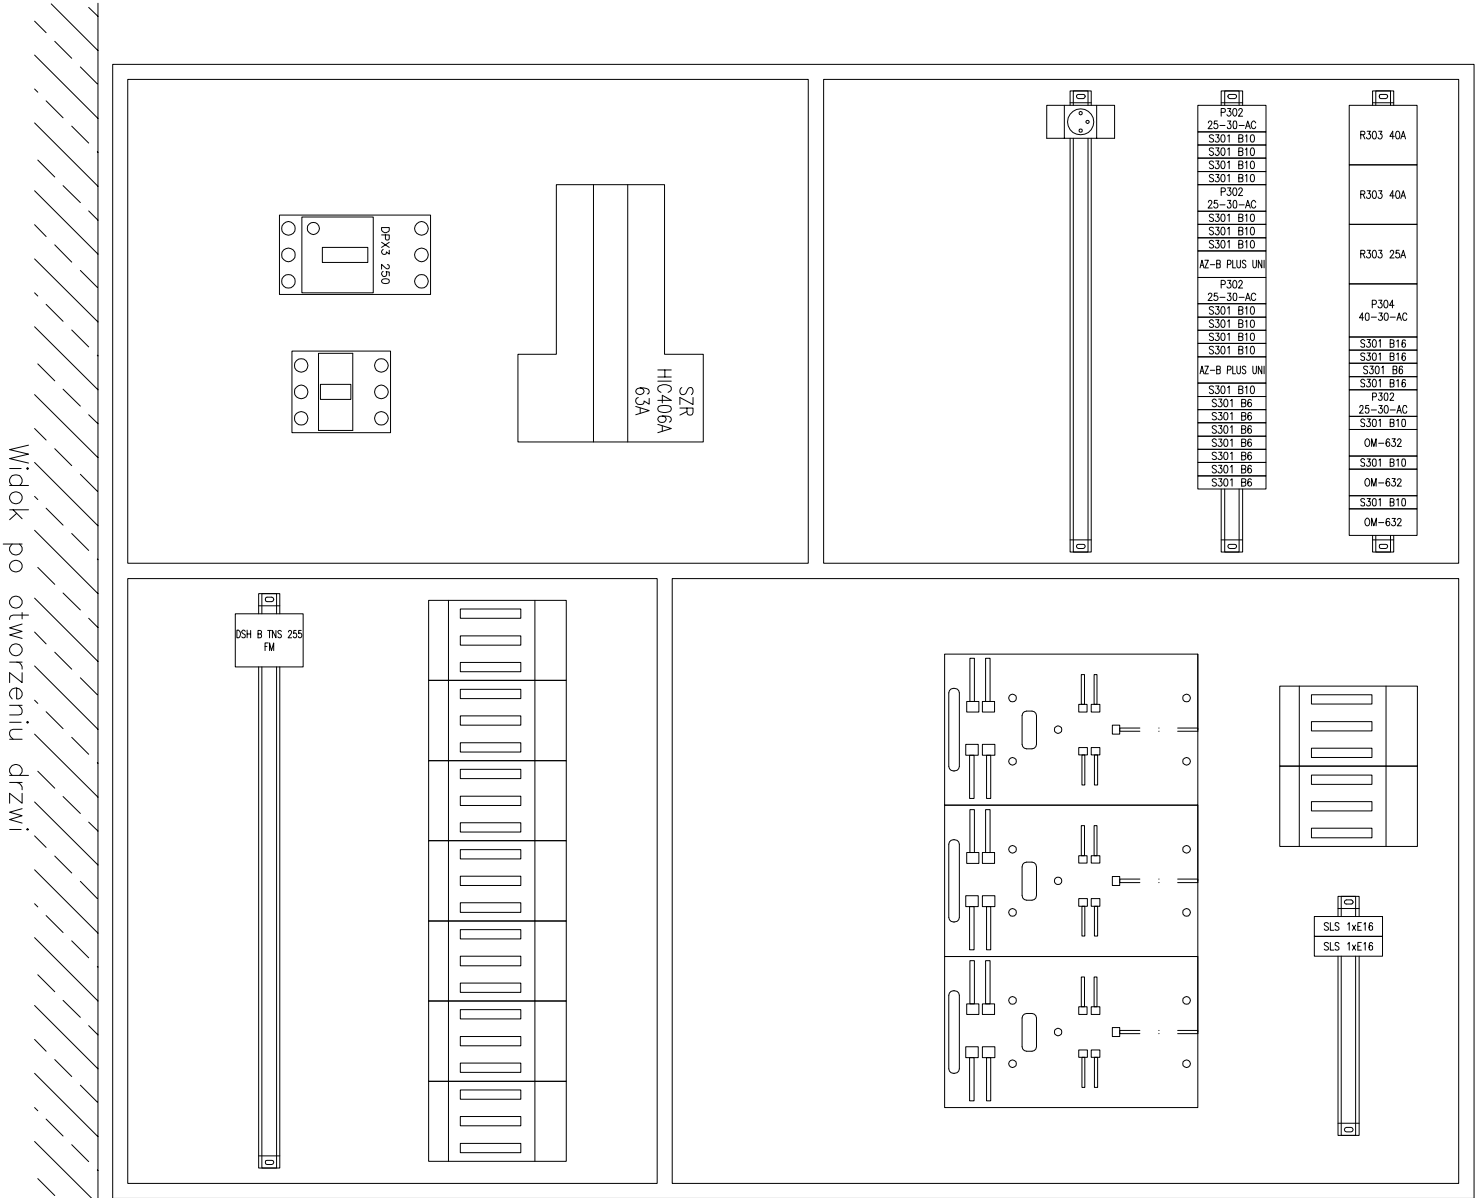 P302
25-30-AC
S301 B10
S301 B10
S301 B10
S301 B10
P302
25-30-AC
S301 B10
S301 B10
S301 B10
AZ-B PLUS UNI
P302
25-30-AC
S301 B10
S301 B10
S301 B10
S301 B10
AZ-B PLUS UNI
S301 B10
S301 B6
S301 B6
S301 B6
S301 B6
S301 B6
S301 B6
S301 B6
R303 40A
R303 40A
R303 25A
P304
40-30-AC
S301 B16
S301 B16
S301 B6
S301 B16
P302
25-30-AC
S301 B10
OM-632
S301 B10
OM-632
S301 B10
OM-632
DPX3 250
SZR
HIC406A
63A
DSH B TNS 255
FM
SLS 1xE16
SLS 1xE16
Widok po otworzeniu drzwi